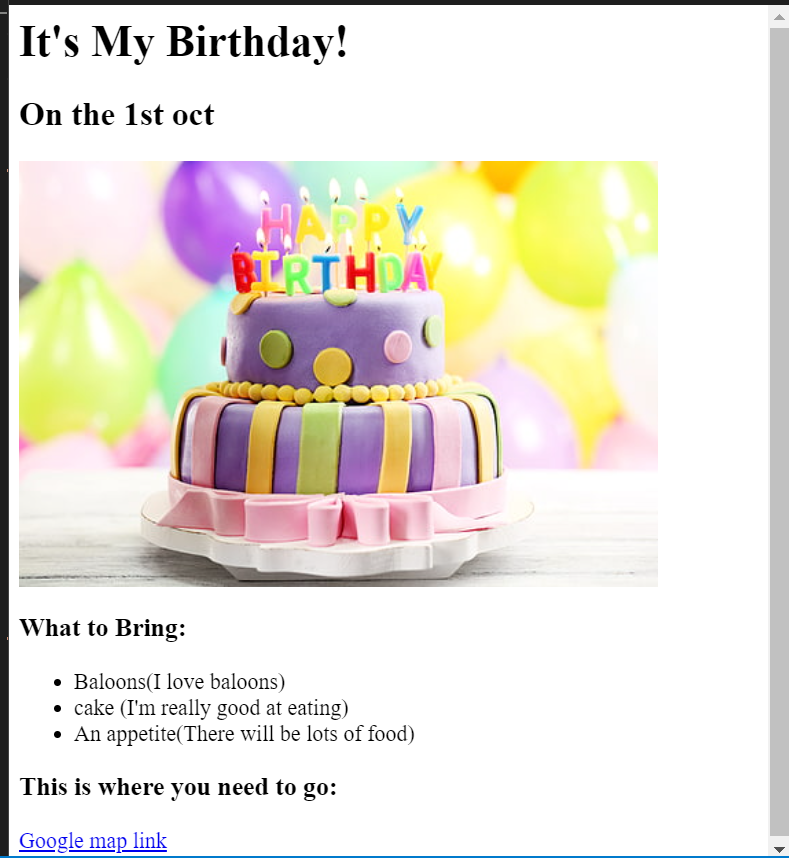 It's My Birthday!
On the 1st oct
HAPPY
BIRTHDAY
What to Bring:
Baloons(I love baloons)
cake (I'm really good at eating)
An appetite(There will be lots of food)
This is where you need to go:
Google map link